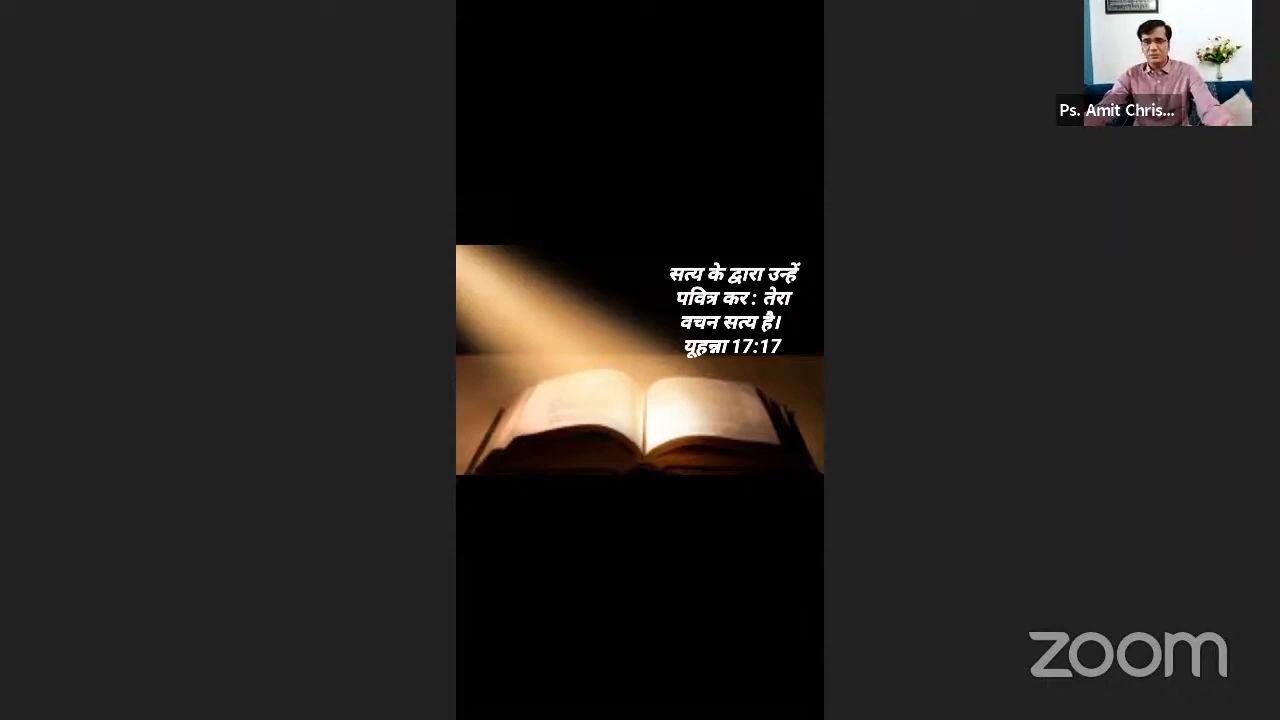 Ps. Amit Chris...
सत्य के द्वारा उन्हें
पवित्र कर : तेरा
वचन सत्य है।
यूहन्ना 17:17
zoom